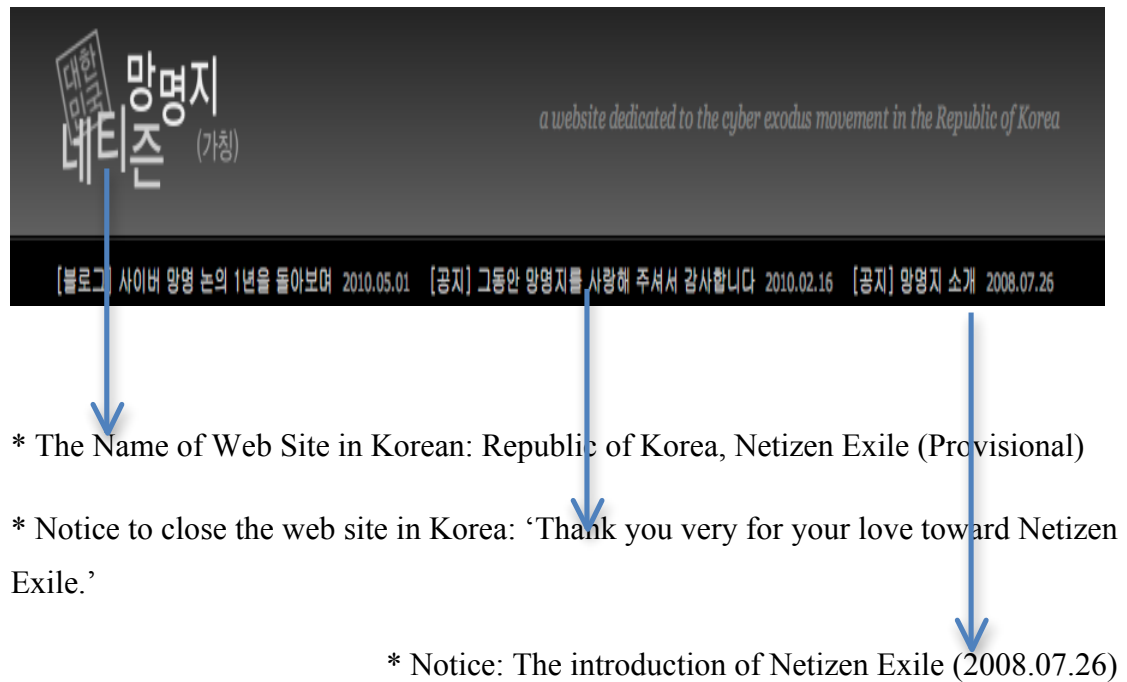 대한
민국
망명지
네티즌
(가칭)
a website dedicated to the cyber exodus movement in the Republic of Korea
[블로그] 사이버 망명 논의 1년을 돌아보며 2010.05.01 [공지] 그동안 망명지를 사랑해 주셔서 감사합니다 2010.02.16 [공지] 망명지 소개 2008.07.26
* The Name of Web Site in Korean: Republic of Korea, Netizen Exile (Provisional)
* Notice to close the web site in Korea: ‘Thank you very for your love toward Netizen
Exile.’
* Notice: The introduction of Netizen Exile (2008.07.26)